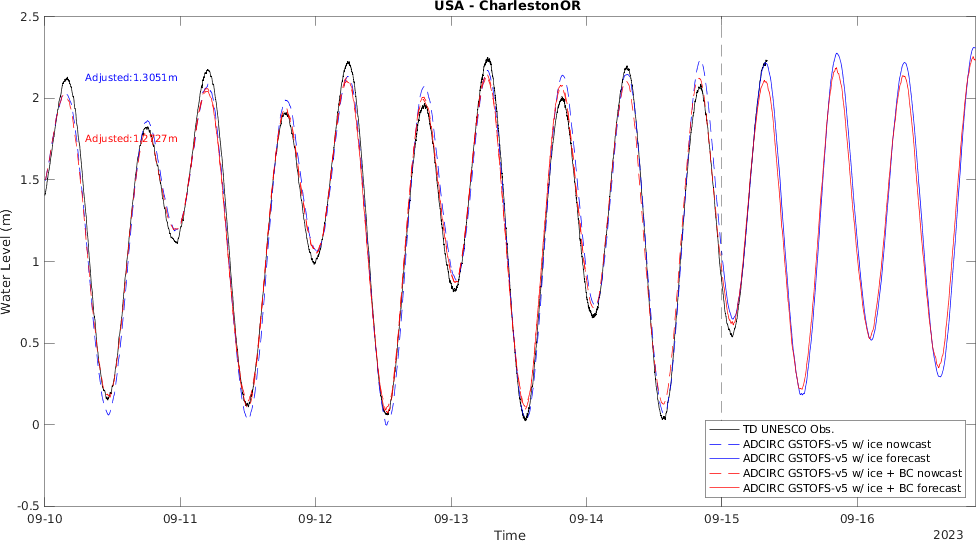 USA - CharlestonOR
2.5
2
1.5
1
0.5
0
-0.5
Water Level (m)
Adjusted:1.3051m
TD UNESCO Obs.
ADCIRC GSTOFS-v5 w/ ice nowcast
ADCIRC GSTOFS-v5 w/ ice forecast
ADCIRC GSTOFS-v5 w/ ice + BC nowcast
ADCIRC GSTOFS-v5 w/ ice + BC forecast
09-10 09-11 09-12 09-13 09-14 09-15 09-16
Time
2023